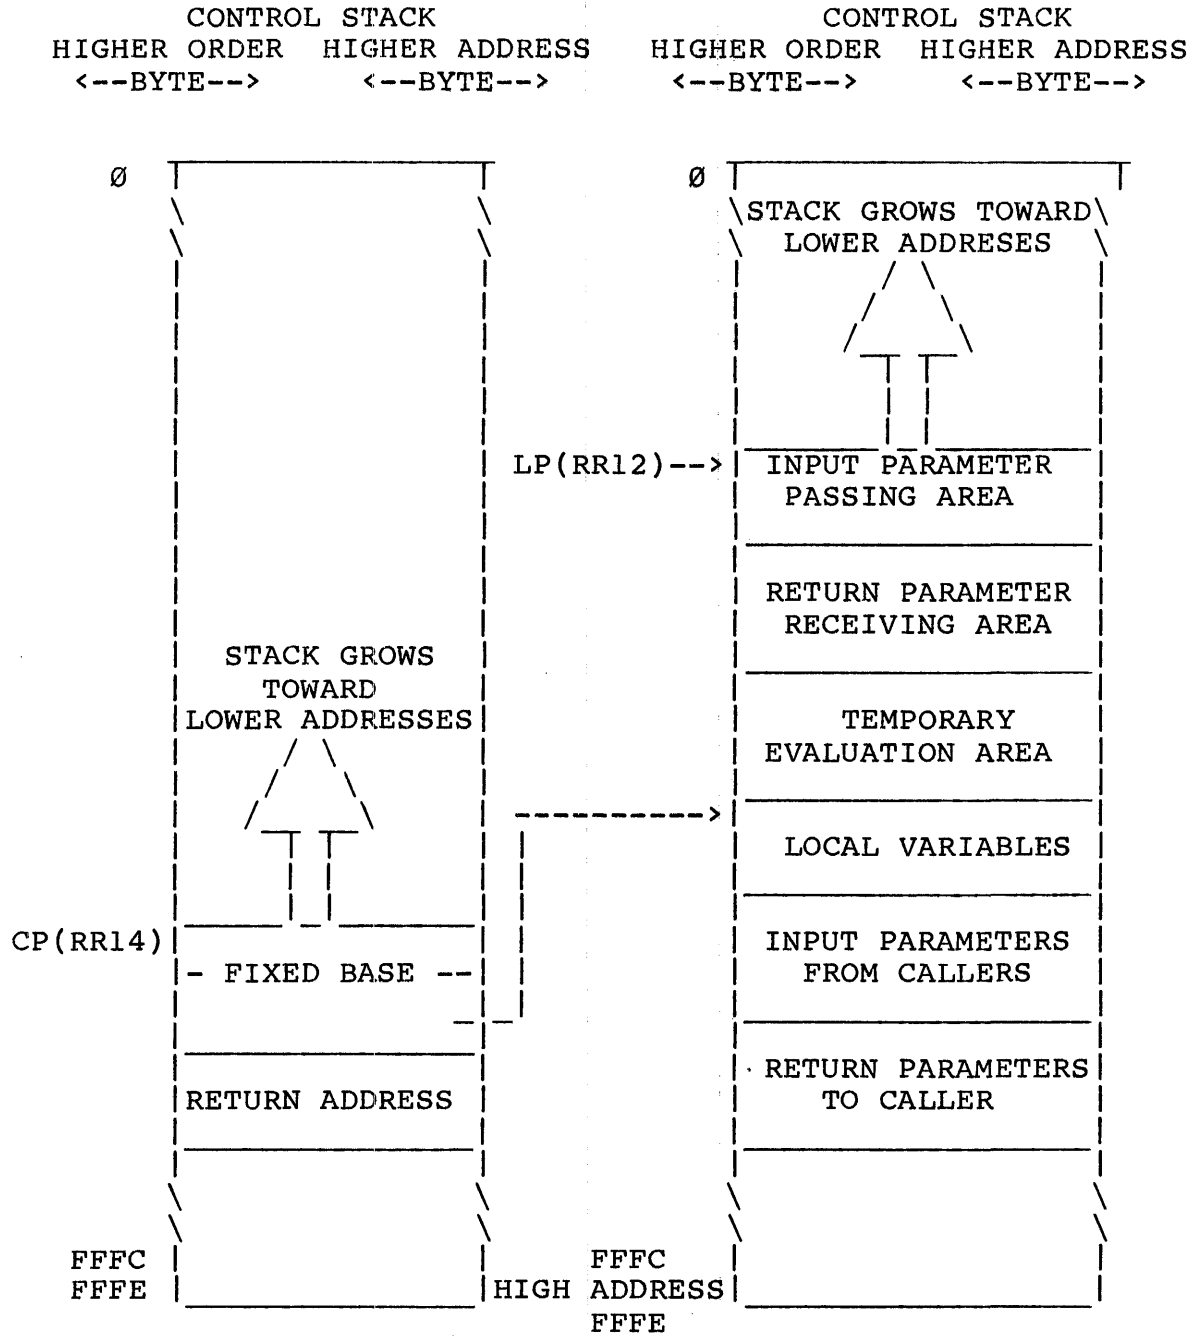 CONTROL STACK CONTROL STACK
HIGHER ORDER HIGHER ADDRESS HIGHER ORDER HIGHER ADDRESS
<--BYTE--> <--BYTE--> <--BYTE--> <--BYTE-->
Ø Ø
STACK GROWS TOWARD
LOWER ADDRESES
LP(RR12)--> INPUT PARAMETER
PASSING AREA
RETURN PARAMETER
RECEIVING AREA
STACK GROWS
TOWARD
LOWER ADDRESSES
TEMPORARY
EVALUATION AREA
LOCAL VARIABLES
CP(RR14)
- FIXED BASE --
INPUT PARAMETERS
FROM CALLERS
RETURN ADDRESS
RETURN PARAMETERS
TO CALLER
FFFC FFFC
FFFE HIGH ADDRESS
FFFE